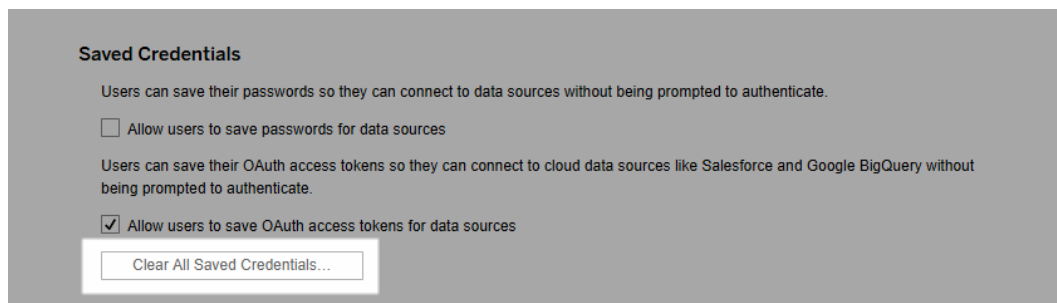 Saved Credentials
Users can save their passwords so they can connect to data sources without being prompted to authenticate.
Allow users to save passwords for data sources
Users can save their OAuth access tokens so they can connect to cloud data sources like Salesforce and Google BigQuery without
being prompted to authenticate.
Allow users to save OAuth access tokens for data sources
Clear All Saved Credentials...